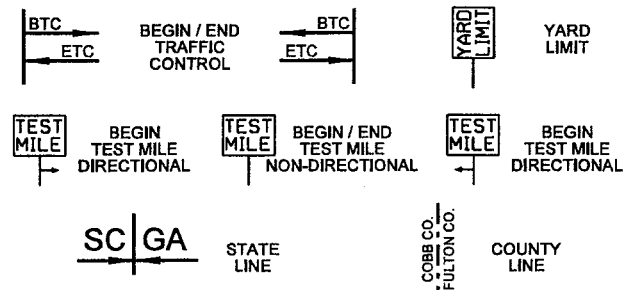 BTC
ETC
BEGIN / END
TRAFFIC
CONTROL
BTC
ETC
YARD
LIMIT
YARD
LIMIT
TEST
MILE
BEGIN
TEST MILE
DIRECTIONAL
TEST
MILE
BEGIN / END
TEST MILE
NON-DIRECTIONAL
TEST
MILE
BEGIN
TEST MILE
DIRECTIONAL
SC GA
STATE
LINE
COBB CO.
FULTON CO.
COUNTY
LINE